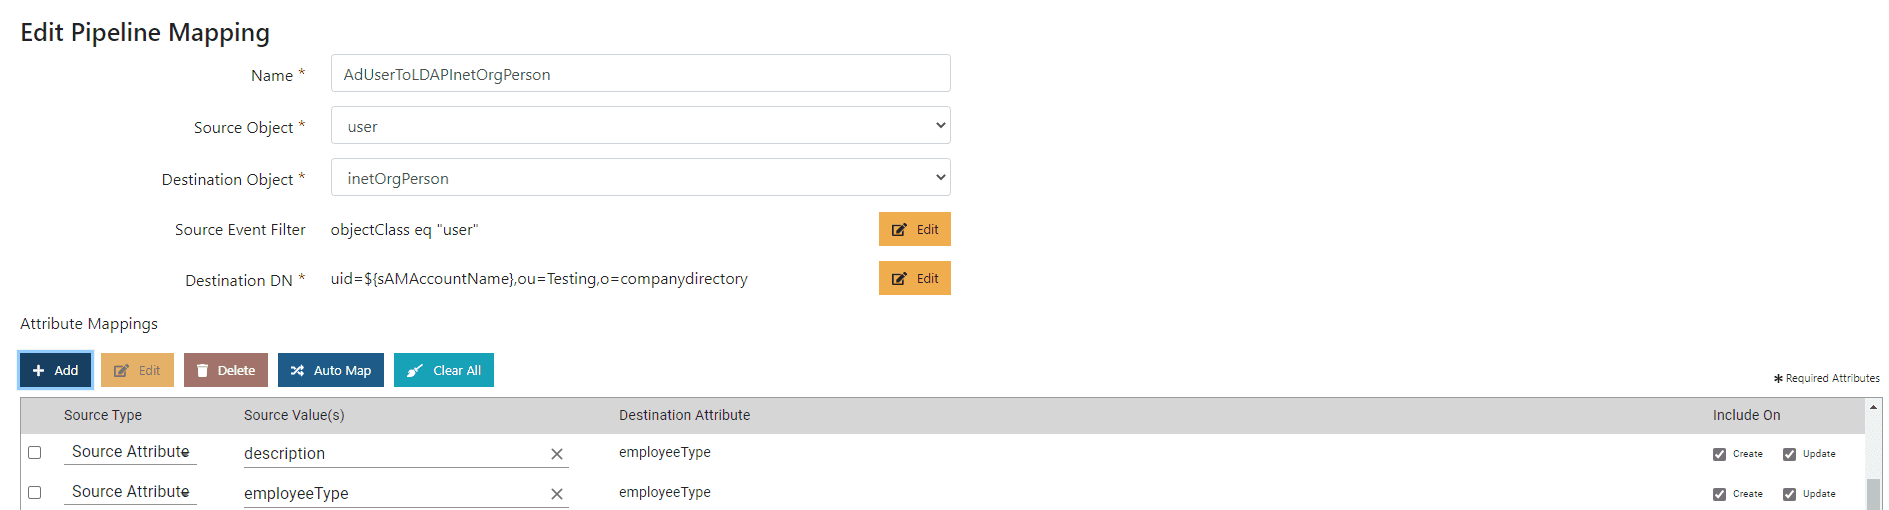 Edit Pipeline Mapping
Name *
AdUserToLDAPInetOrgPerson
Source Object *
user
Destination Object *
inetOrgPerson
Source Event Filter
objectClass eq "user"
Edit
Destination DN *
uid=${sAMAccountName},ou=Testing,o=companydirectory
Edit
Attribute Mappings
Add Edit Delete Auto Map Clear All
* Required Attributes
Source Type Source Value(s) Destination Attribute Include On
Source Attribute description employeeType Create Update
Source Attribute employeeType employeeType Create Update